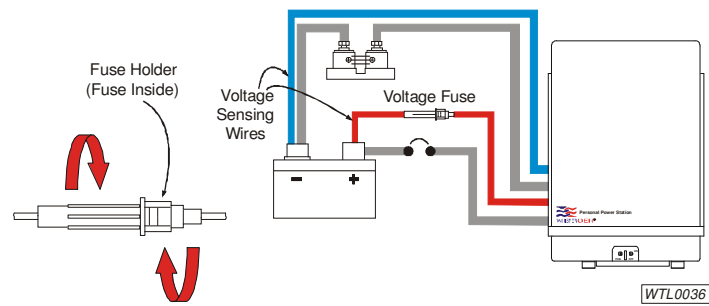 Fuse Holder
(Fuse Inside)
Voltage
Sensing
Wires
Voltage Fuse
Personal Power Station
WTL0036